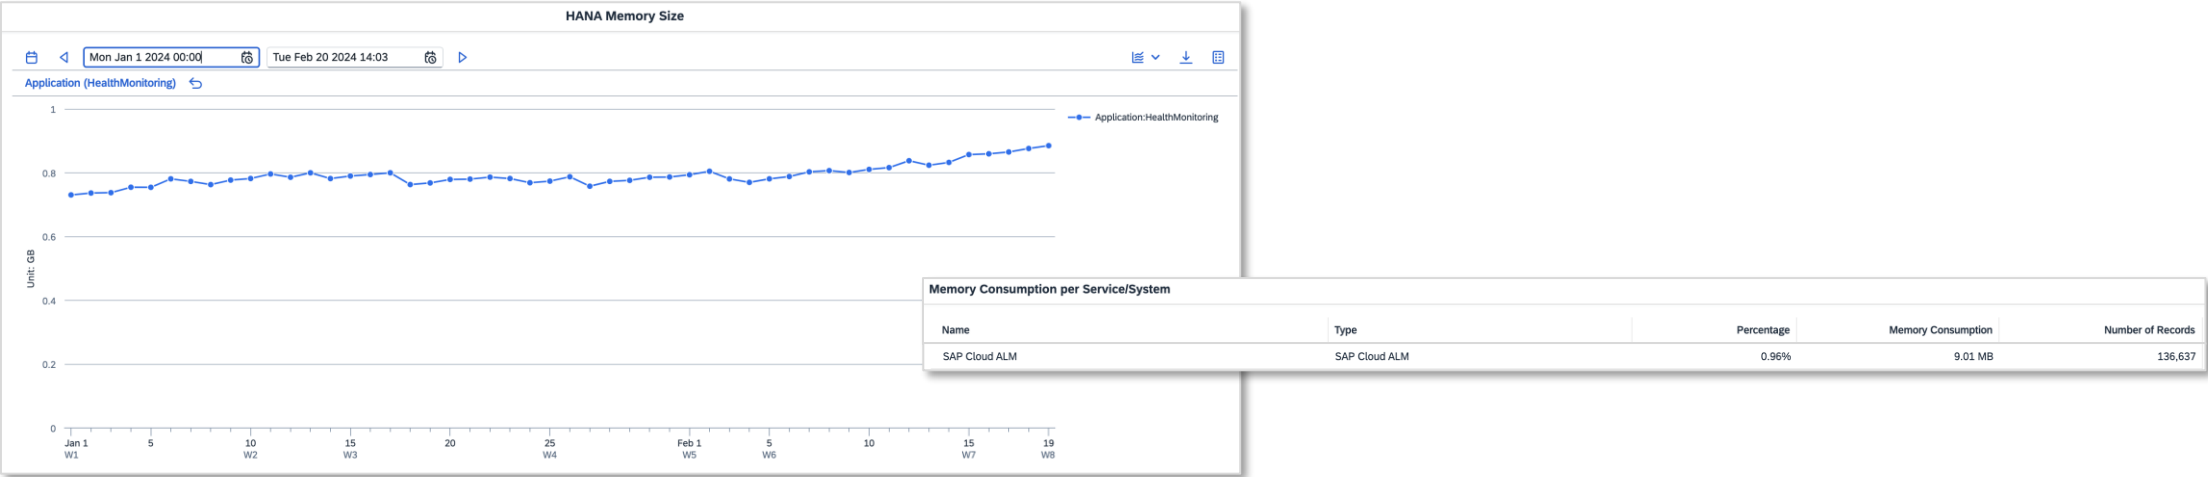 HANA Memory Size
Mon Jan 1 2024 00:00 Tue Feb 20 2024 14:03
Application (HealthMonitoring)
Application:HealthMonitoring
Unit: GB
1
0.8
0.6
0.4
0.2
0
Jan 1 5 10 15 20 25 Feb 1 5 10 15 19
W1 W2 W3 W4 W5 W6 W7 W8
Memory Consumption per Service/System
Name Type Percentage Memory Consumption Number of Records
SAP Cloud ALM SAP Cloud ALM 0.96% 9.01 MB 136,637